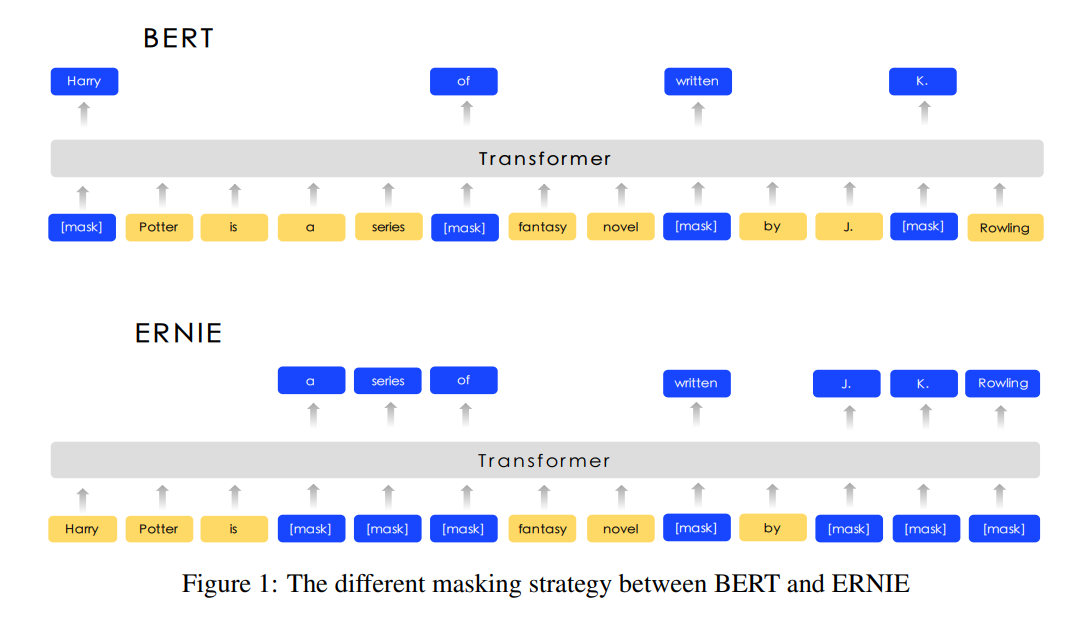 BERT
Harry of written K.
Transformer
[mask] Potter is a series [mask] fantasy novel [mask] by J. [mask] Rowling
ERNIE
a series of written J. K. Rowling
Transformer
Harry Potter is [mask] [mask] [mask] fantasy novel [mask] by [mask] [mask] [mask]
Figure 1: The different masking strategy between BERT and ERNIE